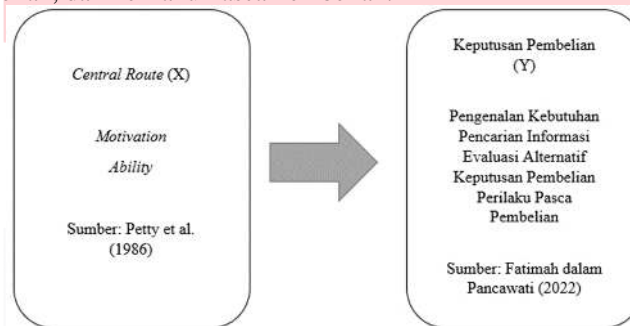 Central Route (X)
Motivation
Ability
Sumber: Petty et al.
(1986)
Keputusan Pembelian
(Y)
Pengenalan Kebutuhan
Pencarian Informasi
Evaluasi Alternatif
Keputusan Pembelian
Perilaku Pasca
Pembelian
Sumber: Fatimah dalam
Pancawati (2022)